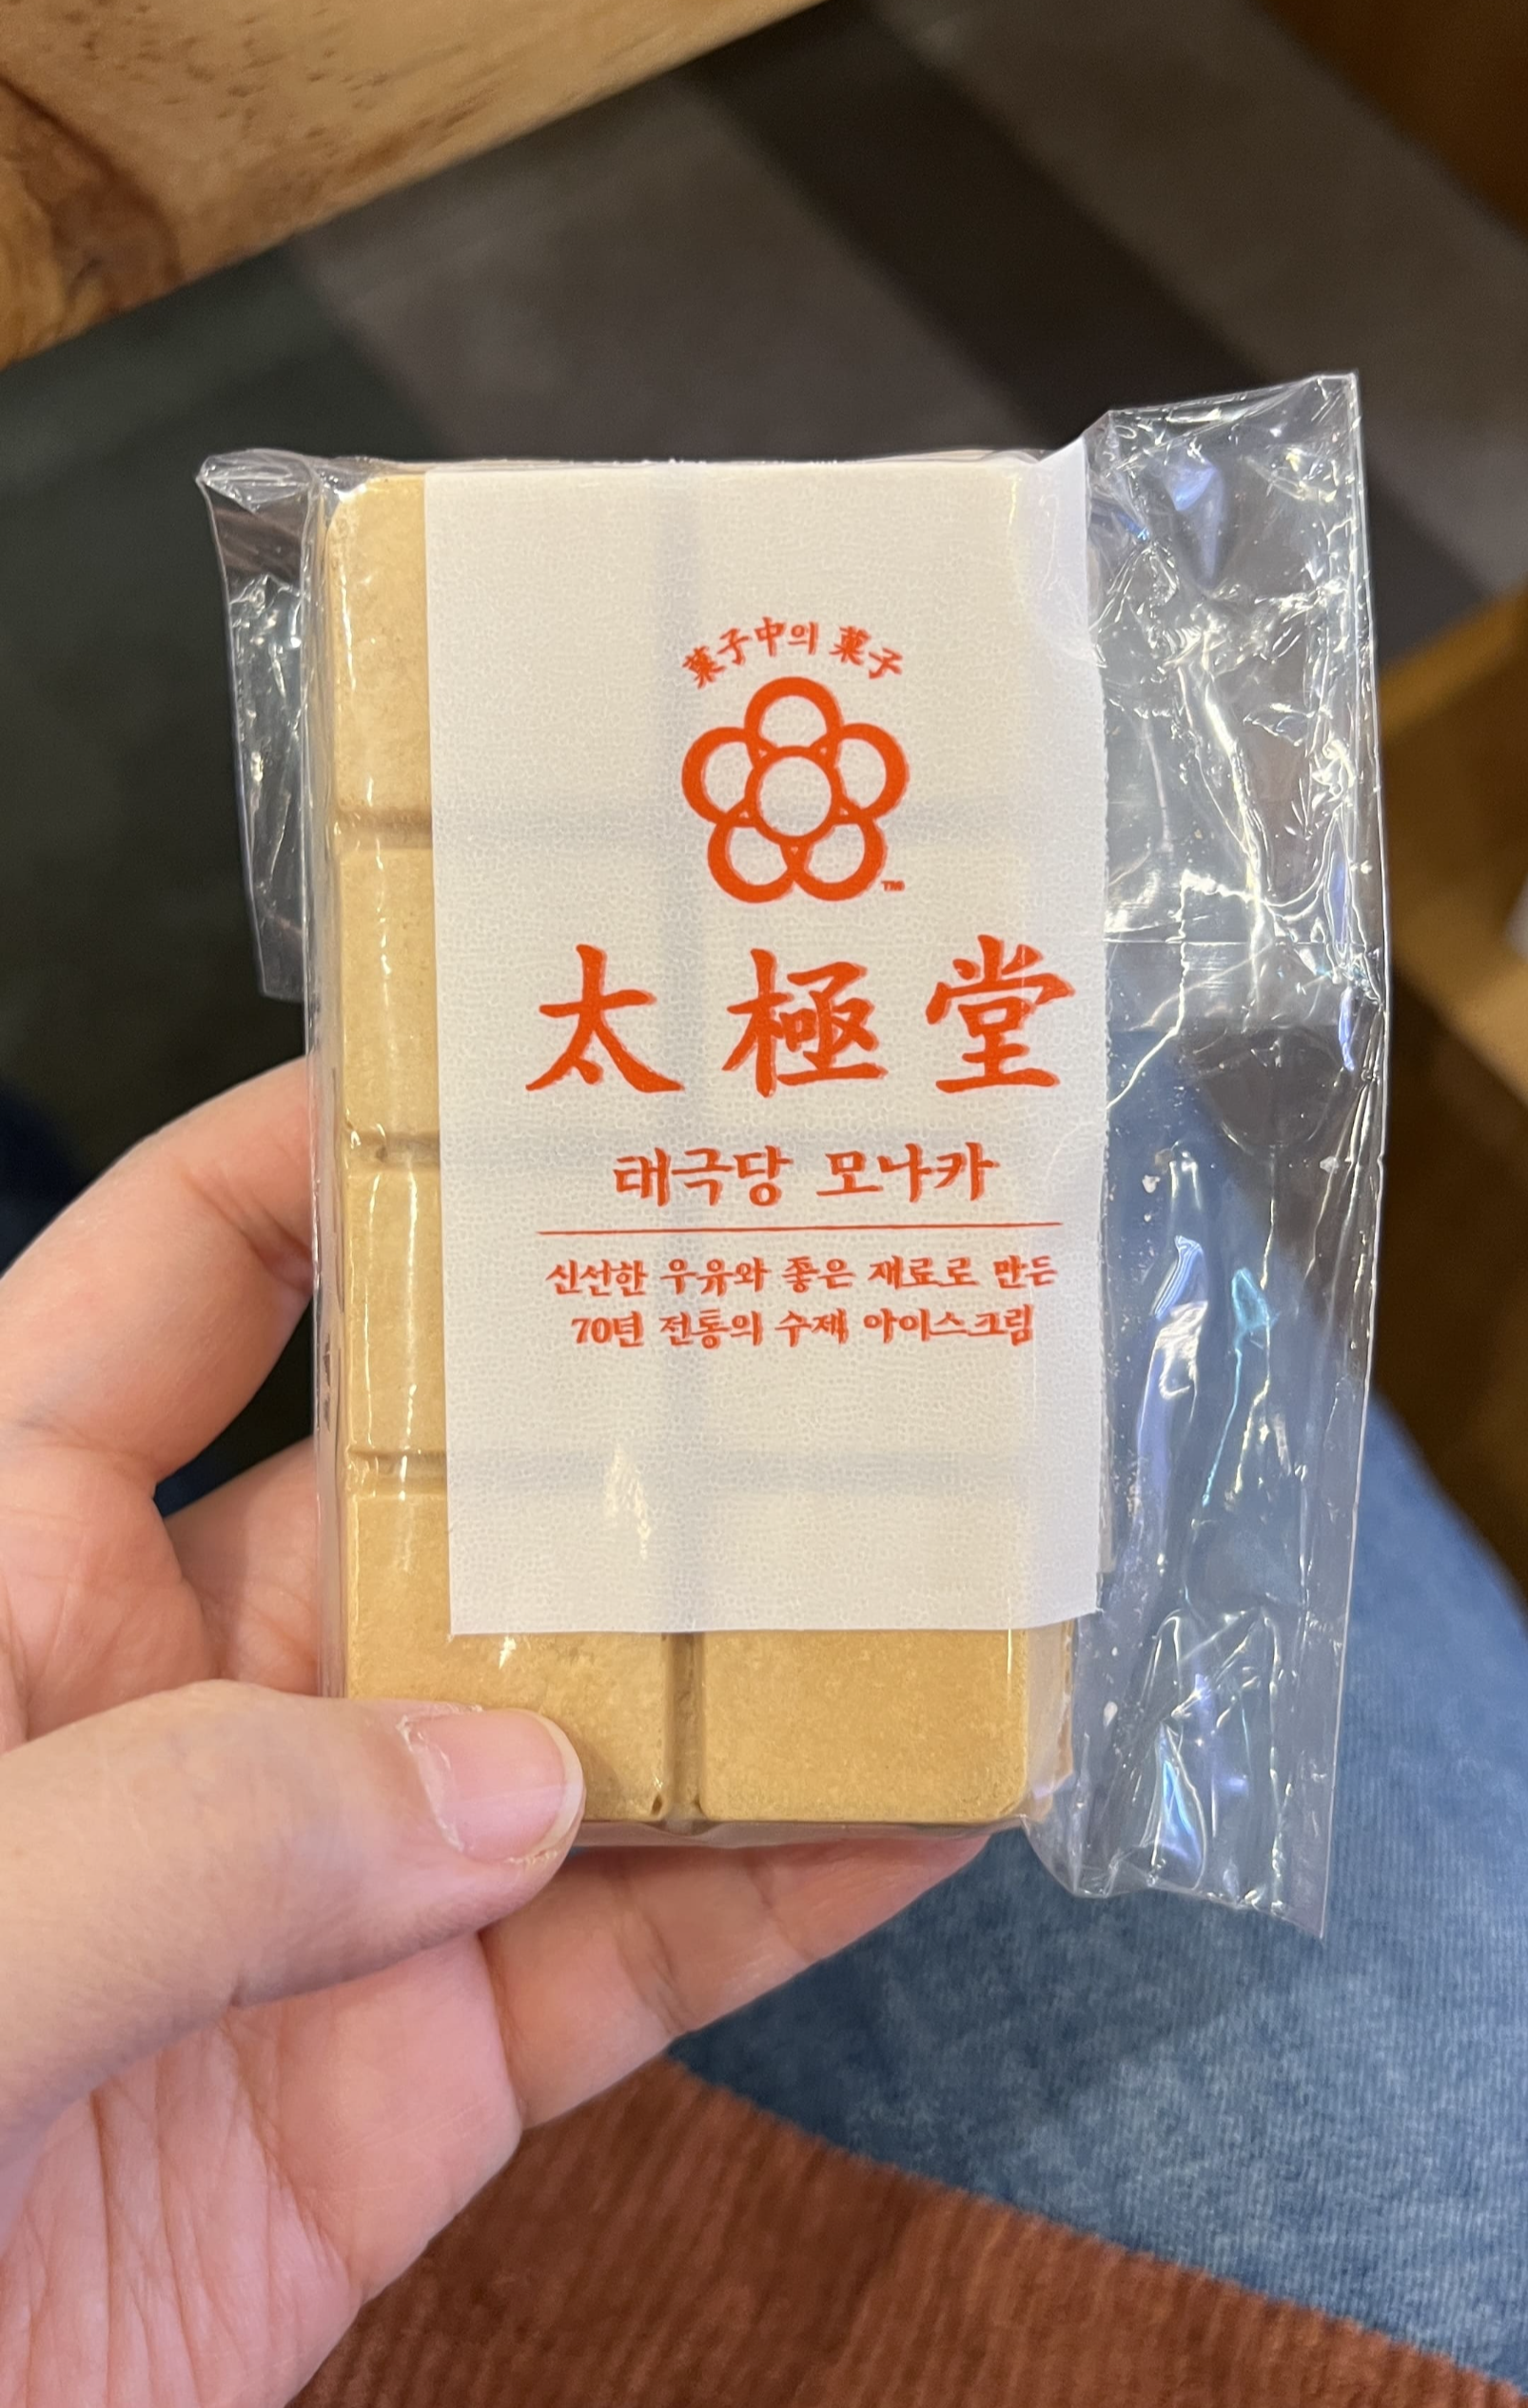 菓子中의 菓子
TM
太極堂
태극당 모나카
신선한 우유와 좋은 재료로 만든
70년 전통의 수제 아이스크림